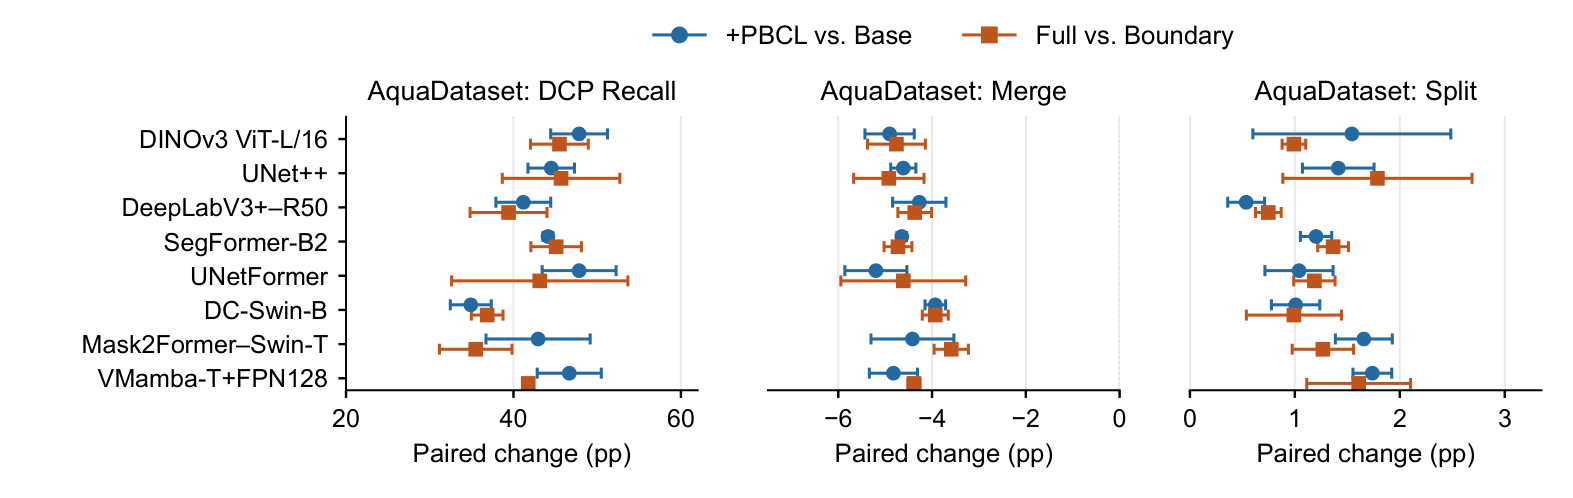 +PBCL vs. Base Full vs. Boundary
AquaDataset: DCP Recall AquaDataset: Merge AquaDataset: Split
DINOv3 ViT-L/16
UNet++
DeepLabV3+–R50
SegFormer-B2
UNetFormer
DC-Swin-B
Mask2Former–Swin-T
VMamba-T+FPN128
20 40 60 −6 −4 −2 0 0 1 2 3
Paired change (pp) Paired change (pp) Paired change (pp)